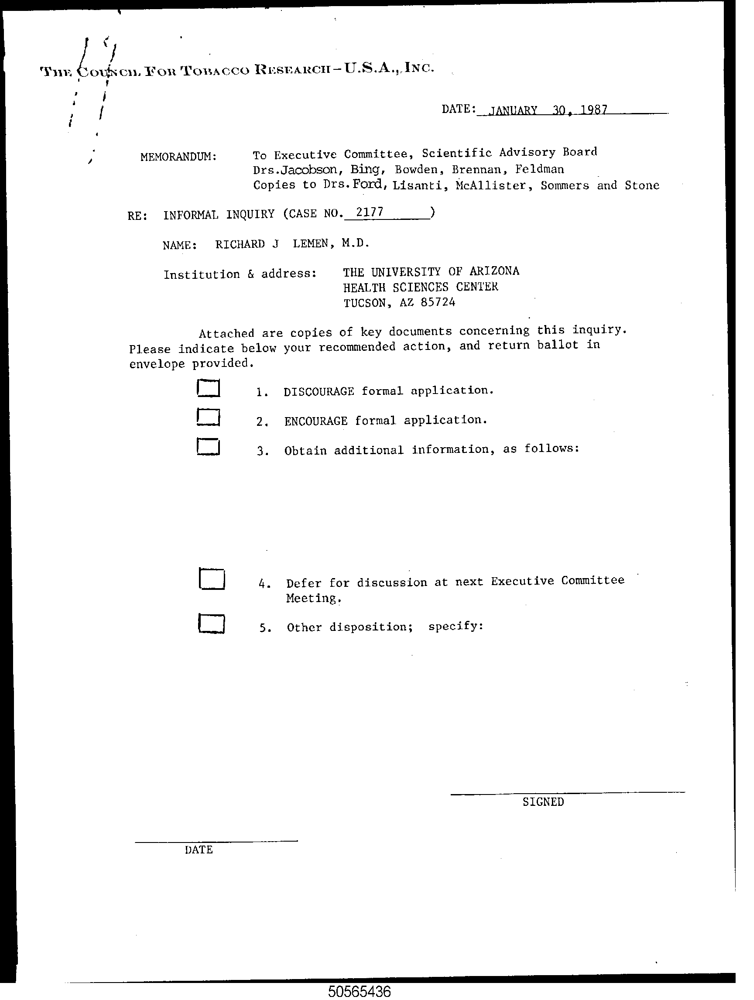 THE COUNCIL FOR TOBACCO RESEARCH-U.S.A., INC.
DATE: JANUARY 30, 1987
MEMORANDUM: To Executive Committee, Scientific Advisory Board
Drs.Jacobson, Bing, Bowden, Brennan, Feldman
Copies to Drs.Ford, Lisanti, McAllister, Sommers and Stone
RE: INFORMAL INQUIRY (CASE NO. 2177 )
NAME: RICHARD J LEMEN, M.D.
Institution & address: THE UNIVERSITY OF ARIZONA
HEALTH SCIENCES CENTER
TUCSON, AZ 85724
Attached are copies of key documents concerning this inquiry.
Please indicate below your recommended action, and return ballot in
envelope provided.
1. DISCOURAGE formal application.
2. ENCOURAGE formal application.
3. Obtain additional information, as follows:
4. Defer for discussion at next Executive Committee
Meeting.
5. Other disposition; specify:
SIGNED
DATE
50565436